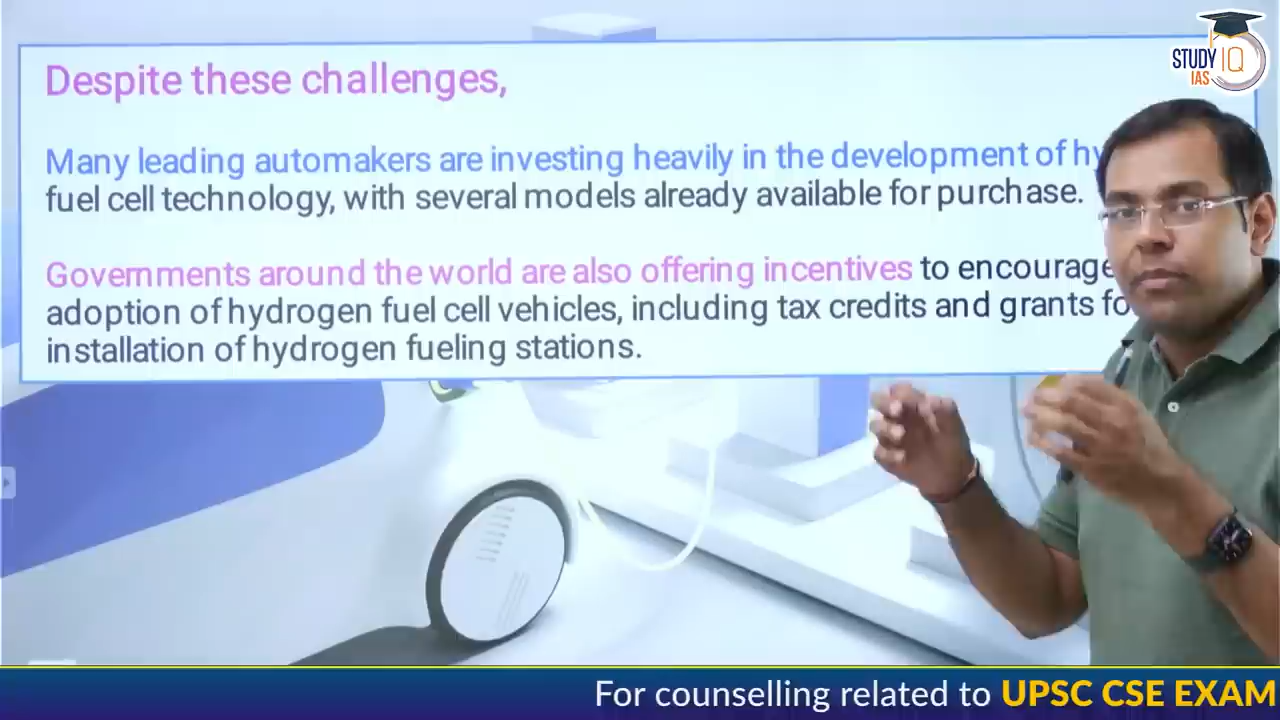 STUDY IQ
IAS
Despite these challenges,
Many leading automakers are investing heavily in the development of
fuel cell technology, with several models already available for purchase.
Governments around the world are also offering incentives to encourage
adoption of hydrogen fuel cell vehicles, including tax credits and grants
installation of hydrogen fueling stations.
For counselling related to UPSC CSE EXAM